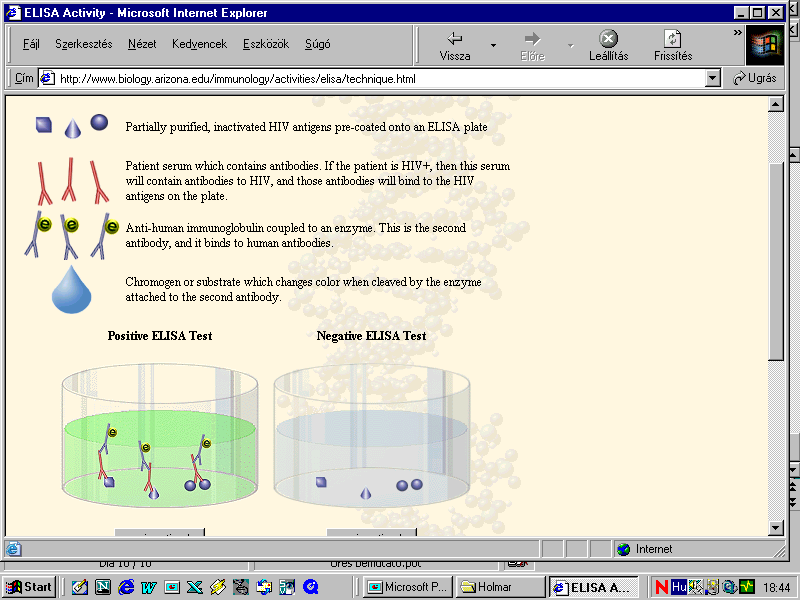 ELISA Activity - Microsoft Internet Explorer
Fájl Szerkesztés Nézet Kedvencek Eszközök Súgó
Vissza Előre Leállítás Frissítés »
Cím http://www.biology.arizona.edu/immunology/activities/elisa/technique.html Ugrás
Partially purified, inactivated HIV antigens pre-coated onto an ELISA plate
Patient serum which contains antibodies. If the patient is HIV+, then this serum
will contain antibodies to HIV, and those antibodies will bind to the HIV
antigens on the plate.
e e e
Anti-human immunoglobulin coupled to an enzyme. This is the second
antibody, and it binds to human antibodies.
Chromogen or substrate which changes color when cleaved by the enzyme
attached to the second antibody.
Positive ELISA Test Negative ELISA Test
e e e
Internet
Dia 10 / 10
Start Microsoft P... Holmar ELISA A... N Hu 18:44